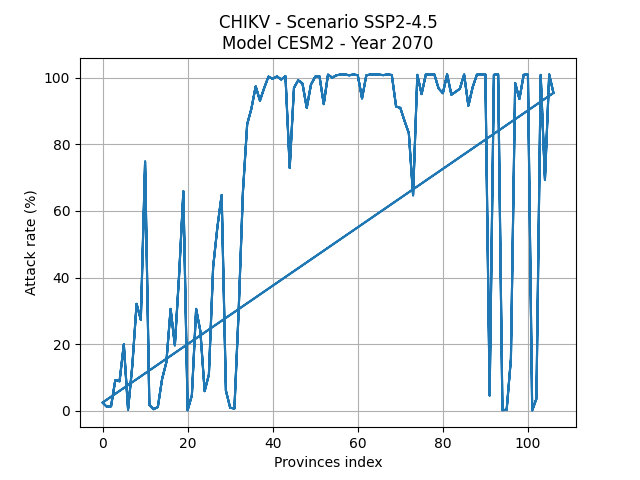 CHIKV - Scenario SSP2-4.5
Model CESM2 - Year 2070
Attack rate (%)
100
80
60
40
20
0
0 20 40 60 80 100
Provinces index